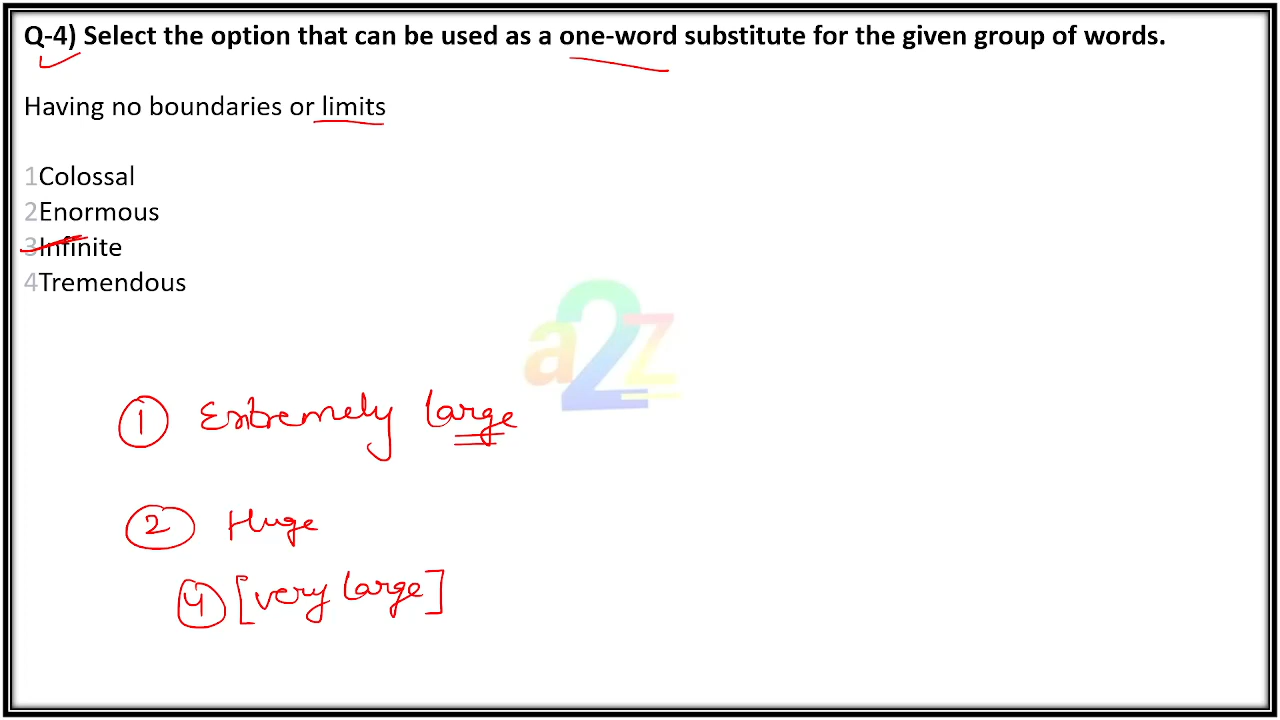 Q-4) Select the option that can be used as a one-word substitute for the given group of words.
Having no boundaries or limits
1Colossal
2Enormous
3Infinite
4Tremendous
a2z
1 Extremely large
2 Huge
4 [very large]